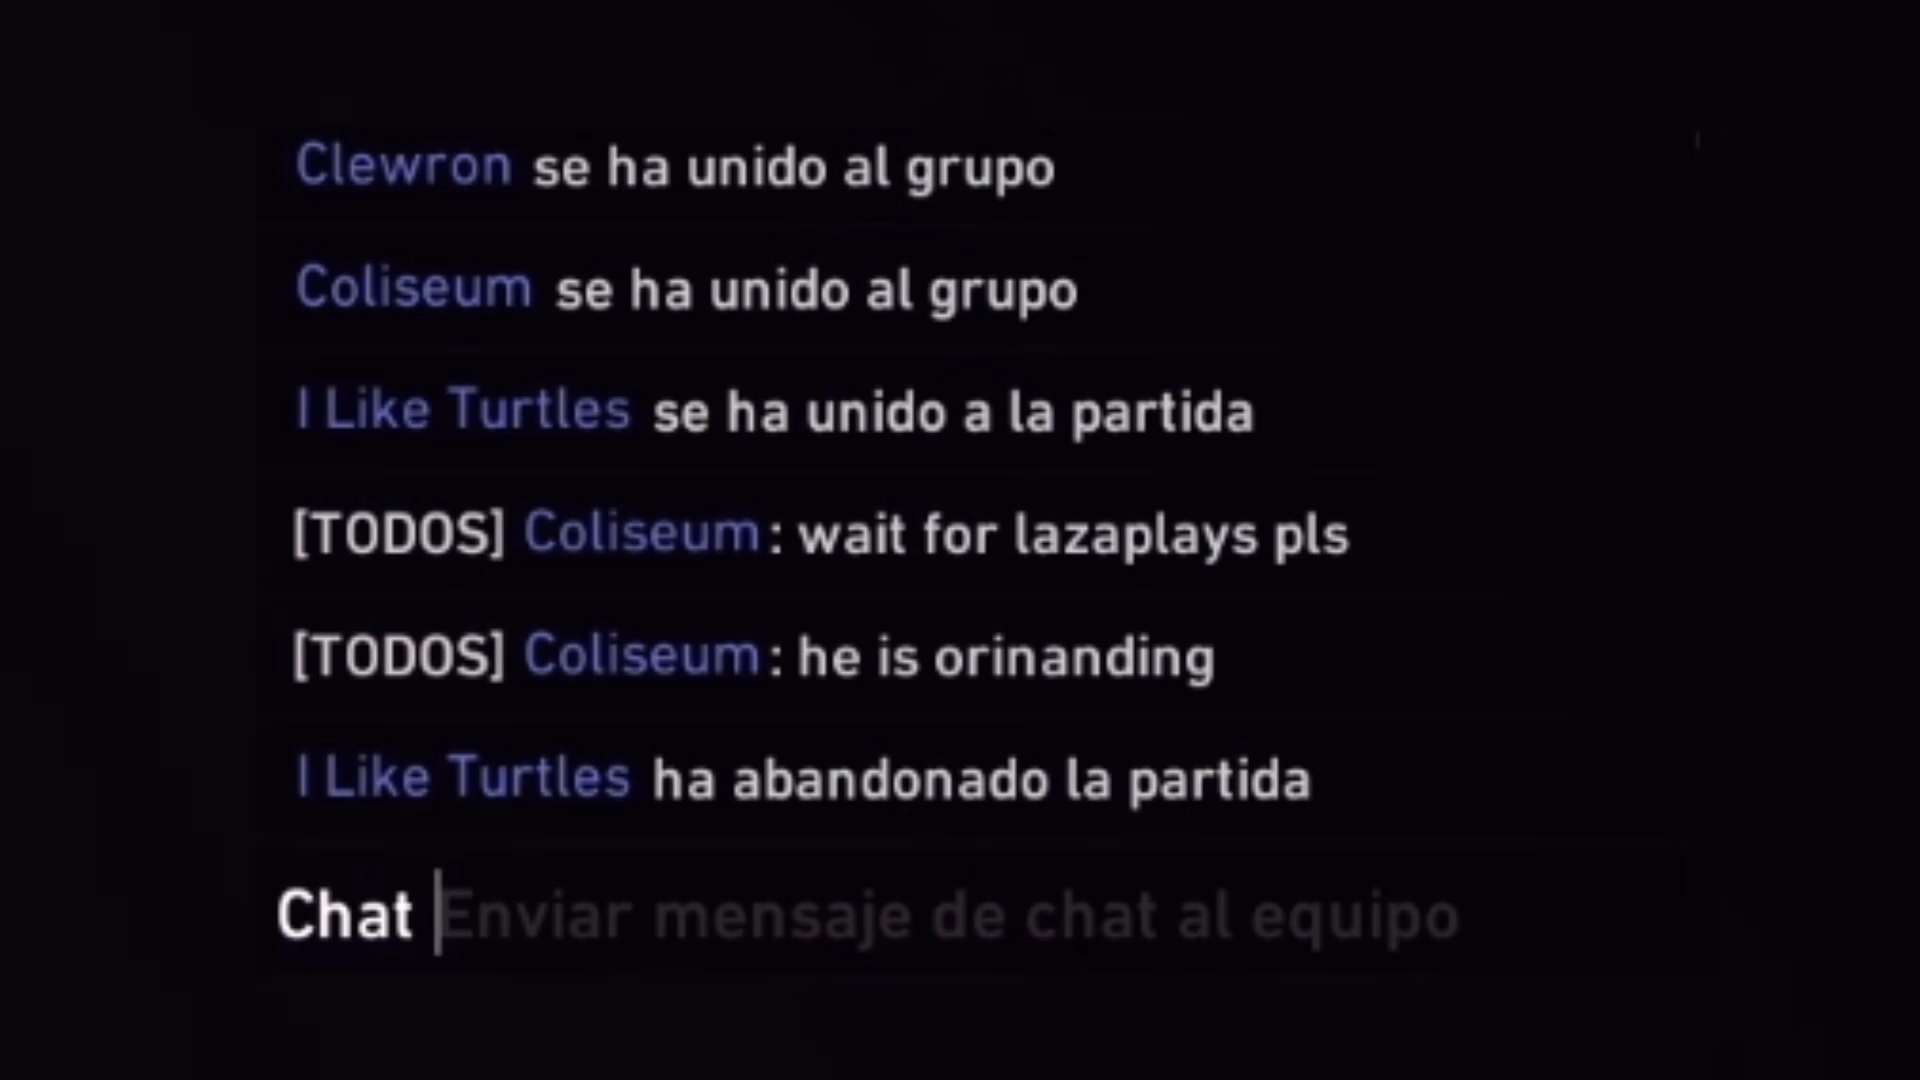 Clewron se ha unido al grupo
Coliseum se ha unido al grupo
I Like Turtles se ha unido a la partida
[TODOS] Coliseum: wait for lazaplays pls
[TODOS] Coliseum: he is orinanding
I Like Turtles ha abandonado la partida
Chat Enviar mensaje de chat al equipo